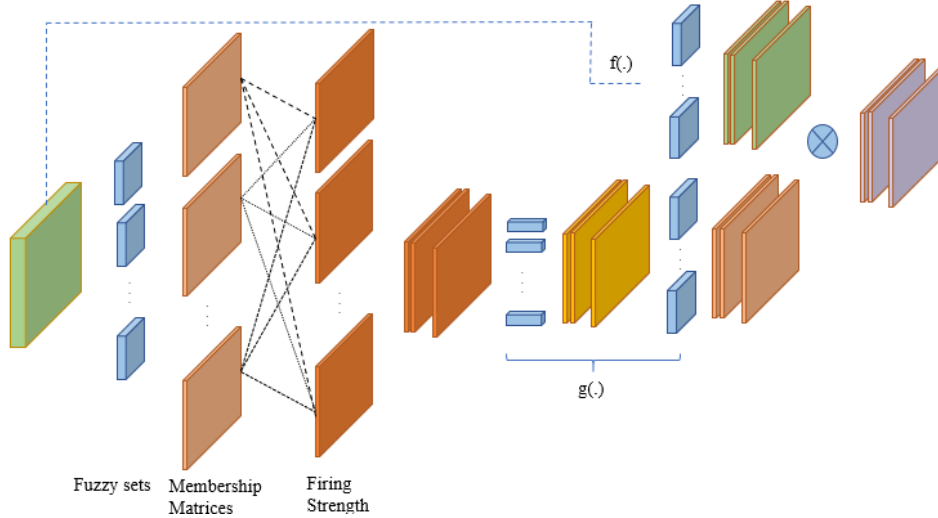 f(.)
g(.)
Fuzzy sets
Membership
Matrices
Firing
Strength